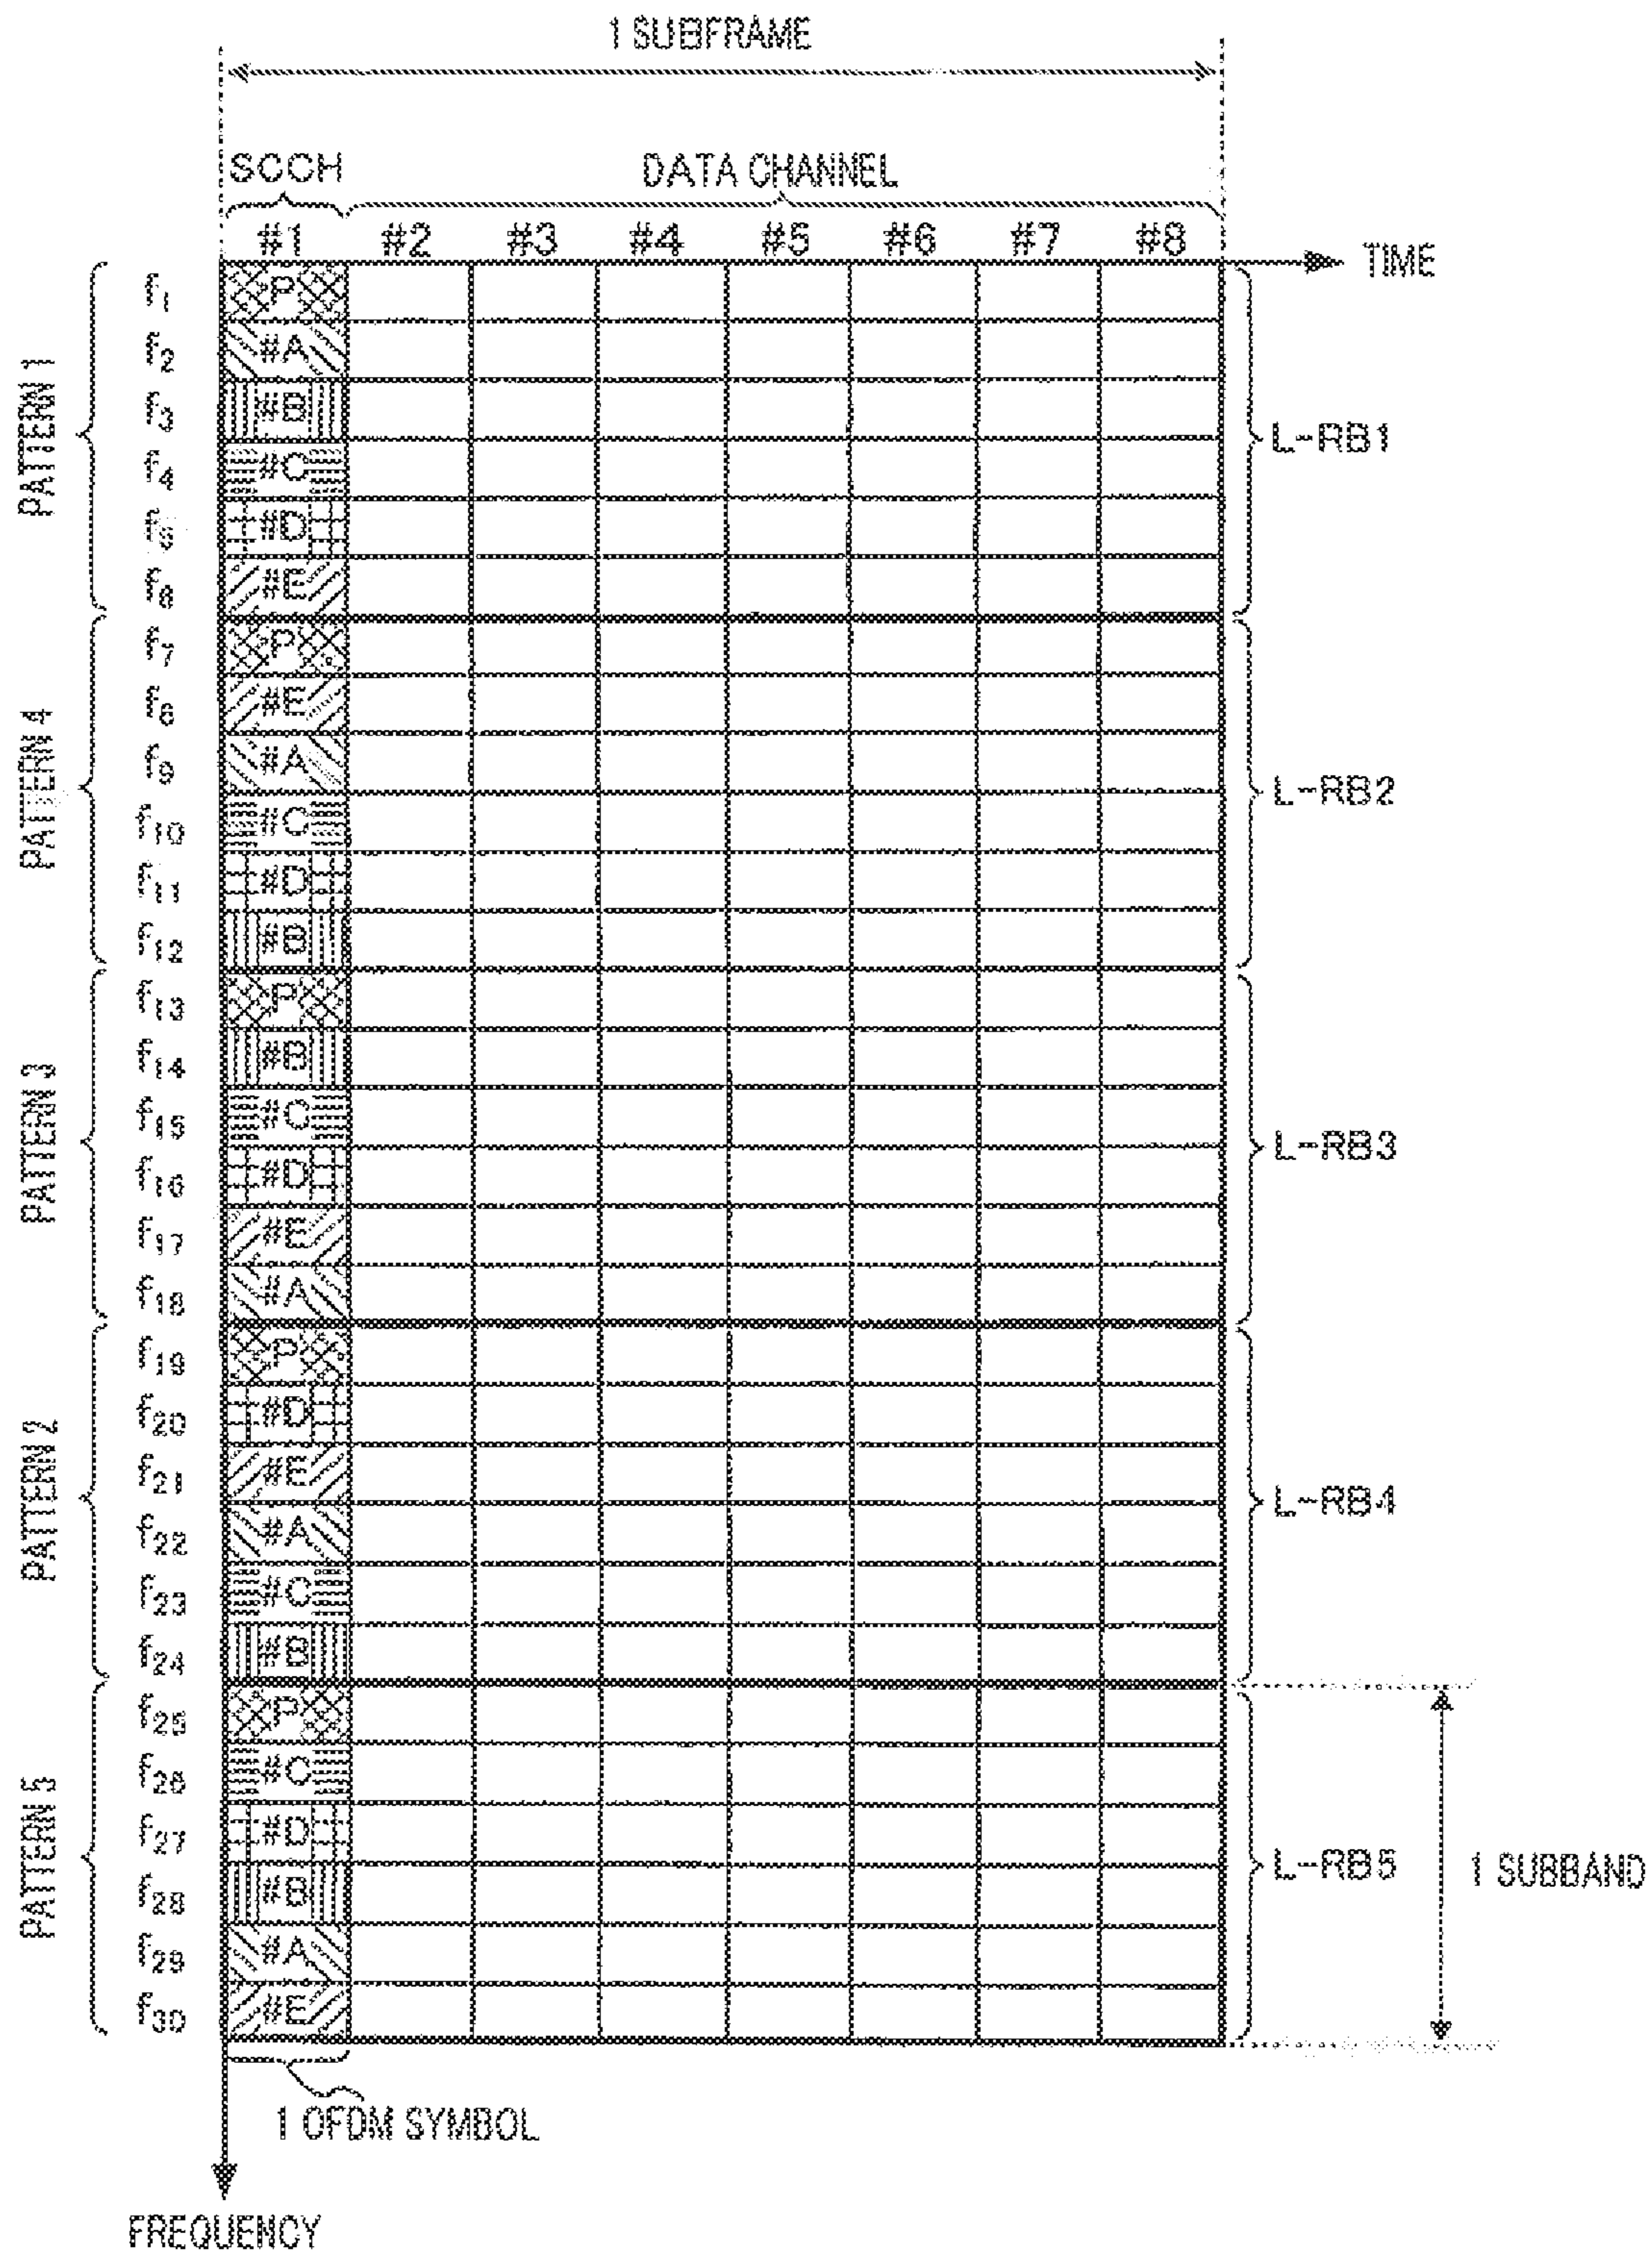 1 SUBFRAME
SCCH DATA CHANNEL
#1 #2 #3 #4 #5 #6 #7 #8 TIME
PATTERN 1
f1 P
f2 #A
f3 #B
f4 #C
f5 #D
f6 #E
L-RB1
PATTERN 4
f7 P
f8 #E
f9 #A
f10 #C
f11 #D
f12 #B
L-RB2
PATTERN 3
f13 P
f14 #B
f15 #C
f16 #D
f17 #E
f18 #A
L-RB3
PATTERN 2
f19 P
f20 #D
f21 #E
f22 #A
f23 #C
f24 #B
L-RB4
PATTERN 5
f25 P
f26 #C
f27 #D
f28 #B
f29 #A
f30 #E
L-RB5
1 SUBBAND
1 OFDM SYMBOL
FREQUENCY